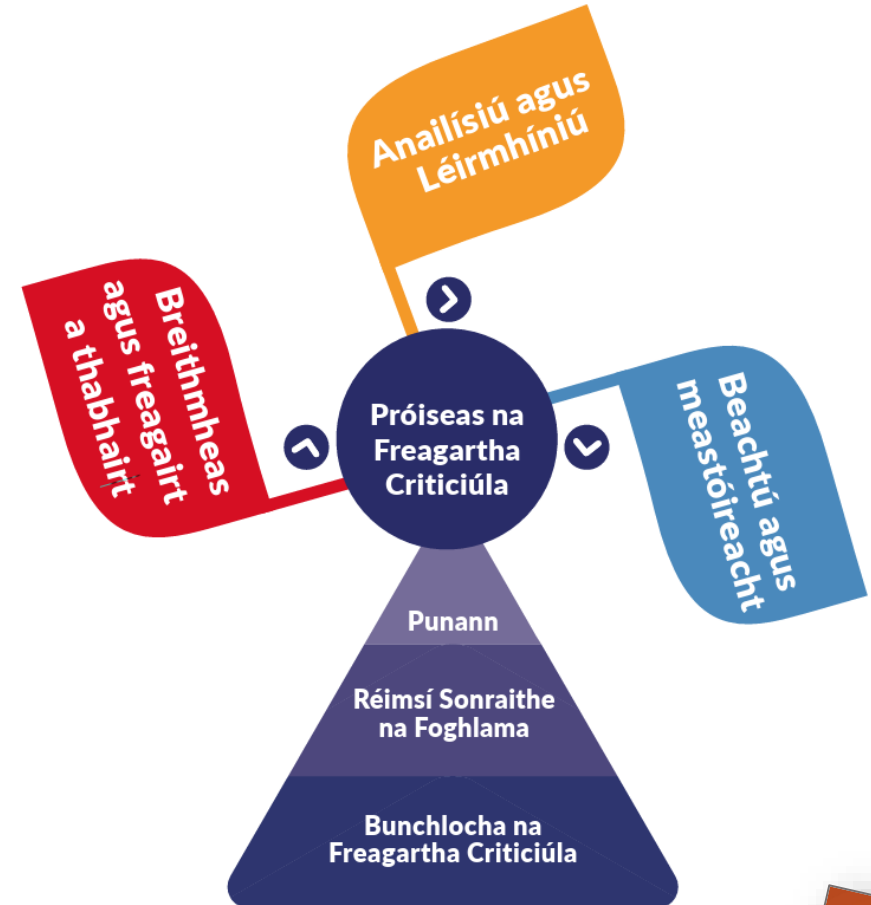 Anailísiú agus
Léirmhíniú
Breithmheas
agus freagairt
a thabhairt
Próiseas na
Freagartha
Criticiúla
Beachtú agus
meastóireacht
Punann
Réimsí Sonraithe
na Foghlama
Bunchlocha na
Freagartha Criticiúla